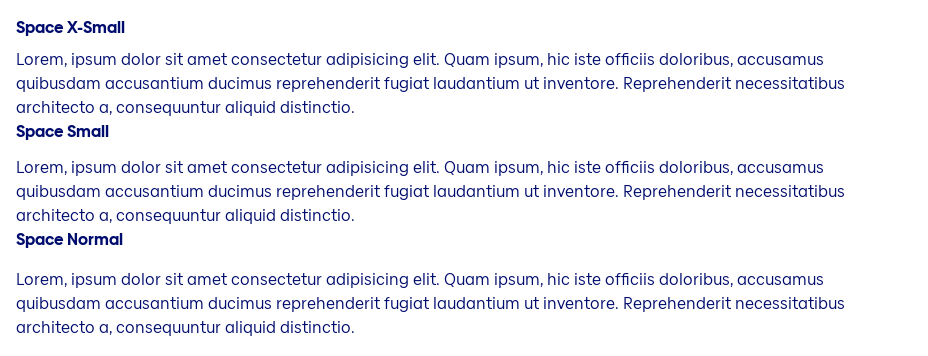 Space X-Small
Lorem, ipsum dolor sit amet consectetur adipisicing elit. Quam ipsum, hic iste officiis doloribus, accusamus
quibusdam accusantium ducimus reprehenderit fugiat laudantium ut inventore. Reprehenderit necessitatibus
architecto a, consequuntur aliquid distinctio.
Space Small
Lorem, ipsum dolor sit amet consectetur adipisicing elit. Quam ipsum, hic iste officiis doloribus, accusamus
quibusdam accusantium ducimus reprehenderit fugiat laudantium ut inventore. Reprehenderit necessitatibus
architecto a, consequuntur aliquid distinctio.
Space Normal
Lorem, ipsum dolor sit amet consectetur adipisicing elit. Quam ipsum, hic iste officiis doloribus, accusamus
quibusdam accusantium ducimus reprehenderit fugiat laudantium ut inventore. Reprehenderit necessitatibus
architecto a, consequuntur aliquid distinctio.